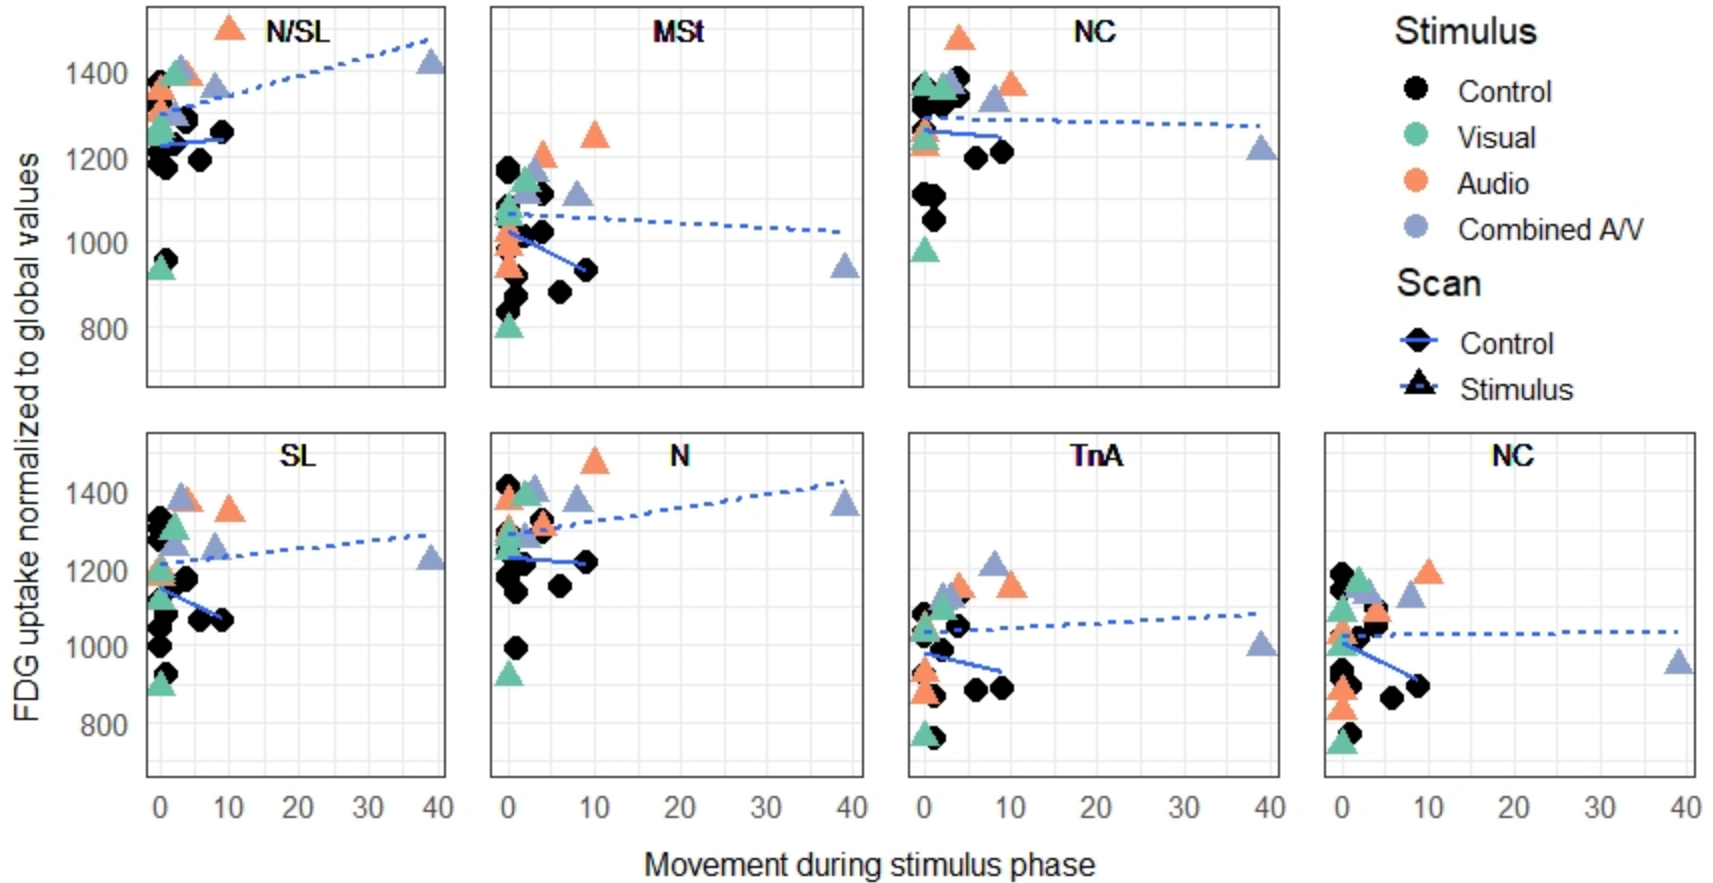 N/SL
MSt
NC
Stimulus
Control
Visual
Audio
Combined A/V
Scan
Control
Stimulus
1400
1200
1000
800
FDG uptake normalized to global values
SL
N
TnA
NC
1400
1200
1000
800
0 10 20 30 40
0 10 20 30 40
0 10 20 30 40
0 10 20 30 40
Movement during stimulus phase